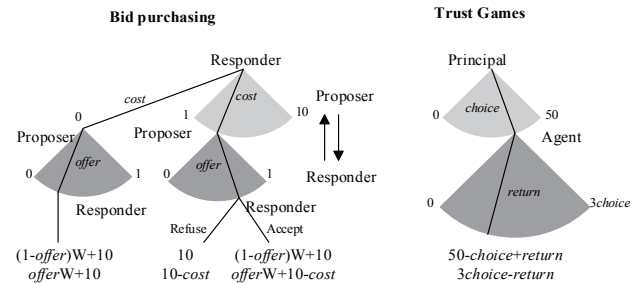 Bid purchasing
Trust Games
Responder
Principal
0
cost
1
cost
10
Proposer
Proposer
Proposer
0
choice
50
Agent
0
offer
1
0
offer
1
Responder
Responder
Responder
Refuse
Accept
0
return
3choice
(1-offer)W+10
offerW+10
10
10-cost
(1-offer)W+10
offerW+10-cost
50-choice+return
3choice-return